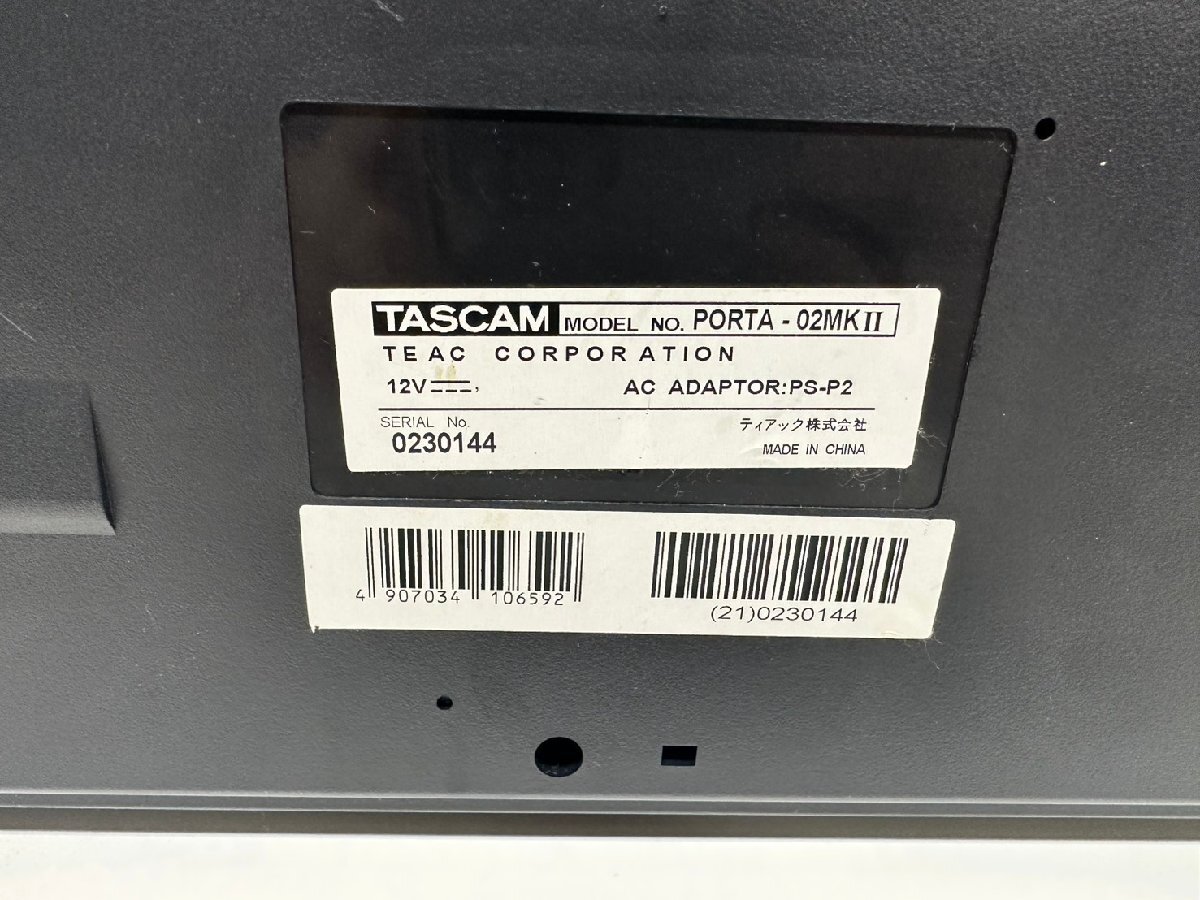 TASCAM MODEL NO. PORTA - 02MKII
TEAC CORPORATION
12V⎓, AC ADAPTOR:PS-P2
SERIAL No. ティアック株式会社
0230144 MADE IN CHINA
4 907034 106592 (21)0230144